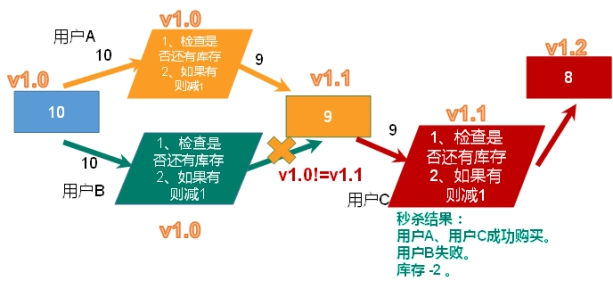 v1.0
用户A
10
1、检查是
否还有库存
2、如果有
则减1
9
v1.0
10
v1.1
9
v1.2
8
10
用户B
1、检查是
否还有库存
2、如果有
则减1
v1.0
v1.0!=v1.1
9
用户C
v1.1
1、检查是
否还有库存
2、如果有
则减1
秒杀结果：
用户A、用户C成功购买。
用户B失败。
库存 -2 。